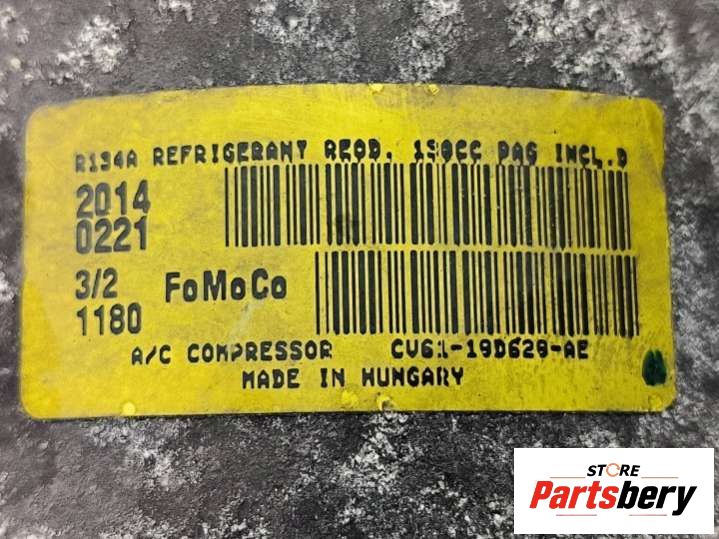 R134A REFRIGERANT REQD. 150CC PAG INCL.D
2014
0221
3/2 FoMoCo
1180
A/C COMPRESSOR CV61-19D629-AE
MADE IN HUNGARY
STORE
Partsbery